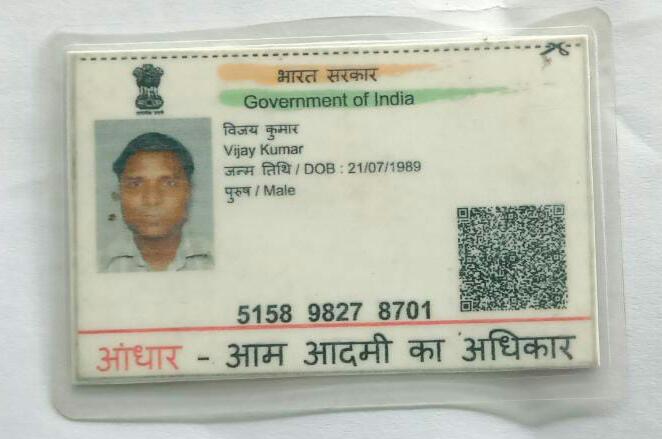 भारत सरकार
Government of India
विजय कुमार
Vijay Kumar
जन्म तिथि / DOB : 21/07/1989
पुरुष / Male
5158 9827 8701
आंधार - आम आदमी का अधिकार